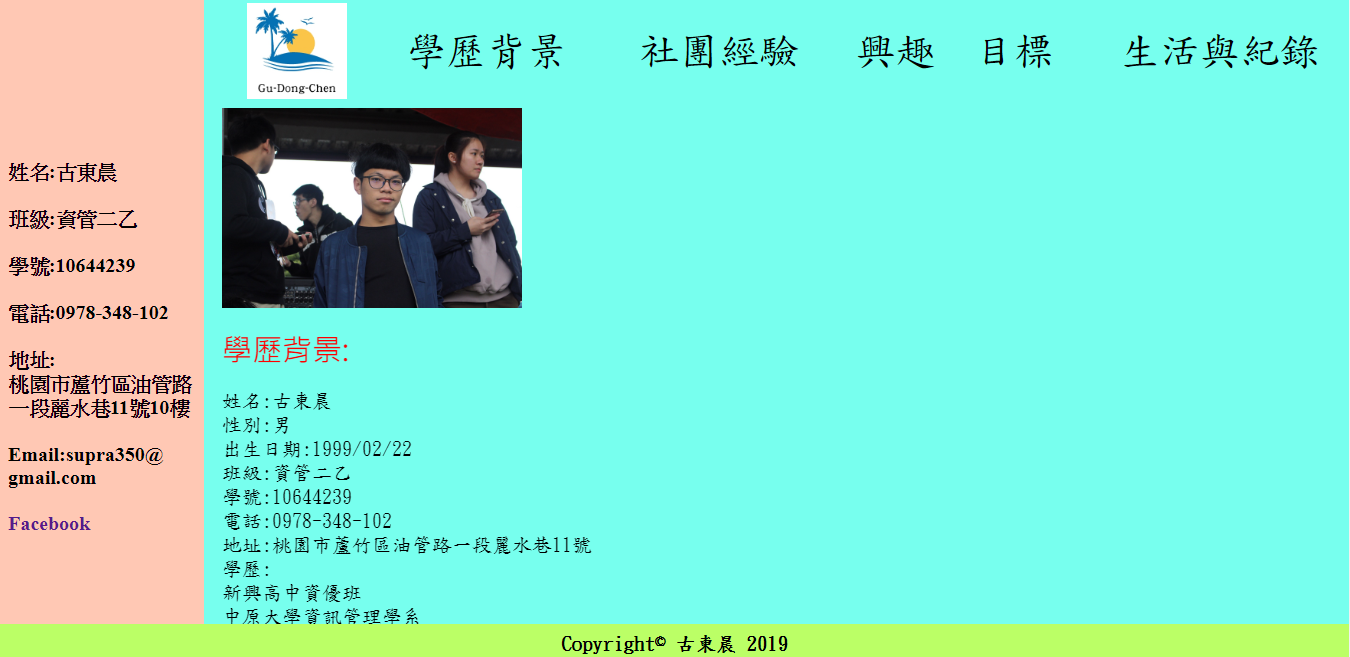 Gu-Dong-Chen
學歷背景 社團經驗 興趣 目標 生活與紀錄
姓名:古東晨
班級:資管二乙
學號:10644239
電話:0978-348-102
地址:
桃園市蘆竹區油管路
一段麗水巷11號10樓
Email:supra350@
gmail.com
Facebook
學歷背景:
姓名:古東晨
性別:男
出生日期:1999/02/22
班級:資管二乙
學號:10644239
電話:0978-348-102
地址:桃園市蘆竹區油管路一段麗水巷11號
學歷:
新興高中資優班
中原大學資訊管理學系
Copyright© 古東晨 2019